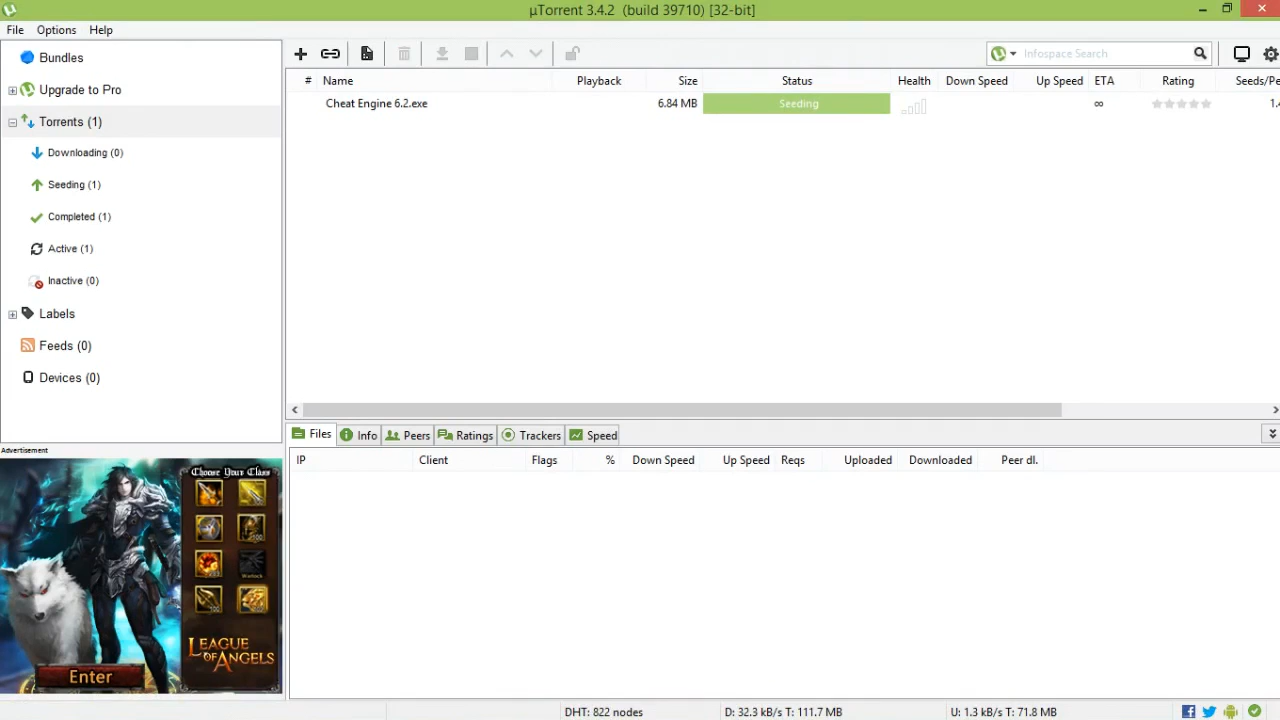 µTorrent 3.4.2 (build 39710) [32-bit]
File Options Help
Bundles
Upgrade to Pro
Torrents (1)
Downloading (0)
Seeding (1)
Completed (1)
Active (1)
Inactive (0)
Labels
Feeds (0)
Devices (0)
Infospace Search
# Name Playback Size Status Health Down Speed Up Speed ETA Rating Seeds/Pe
Cheat Engine 6.2.exe 6.84 MB Seeding ∞ 1.4
Files Info Peers Ratings Trackers Speed
IP Client Flags % Down Speed Up Speed Reqs Uploaded Downloaded Peer dl.
Advertisement
Choose Your Class
Warlock
LEAGUE
OF ANGELS
Enter
DHT: 822 nodes D: 32.3 kB/s T: 111.7 MB U: 1.3 kB/s T: 71.8 MB